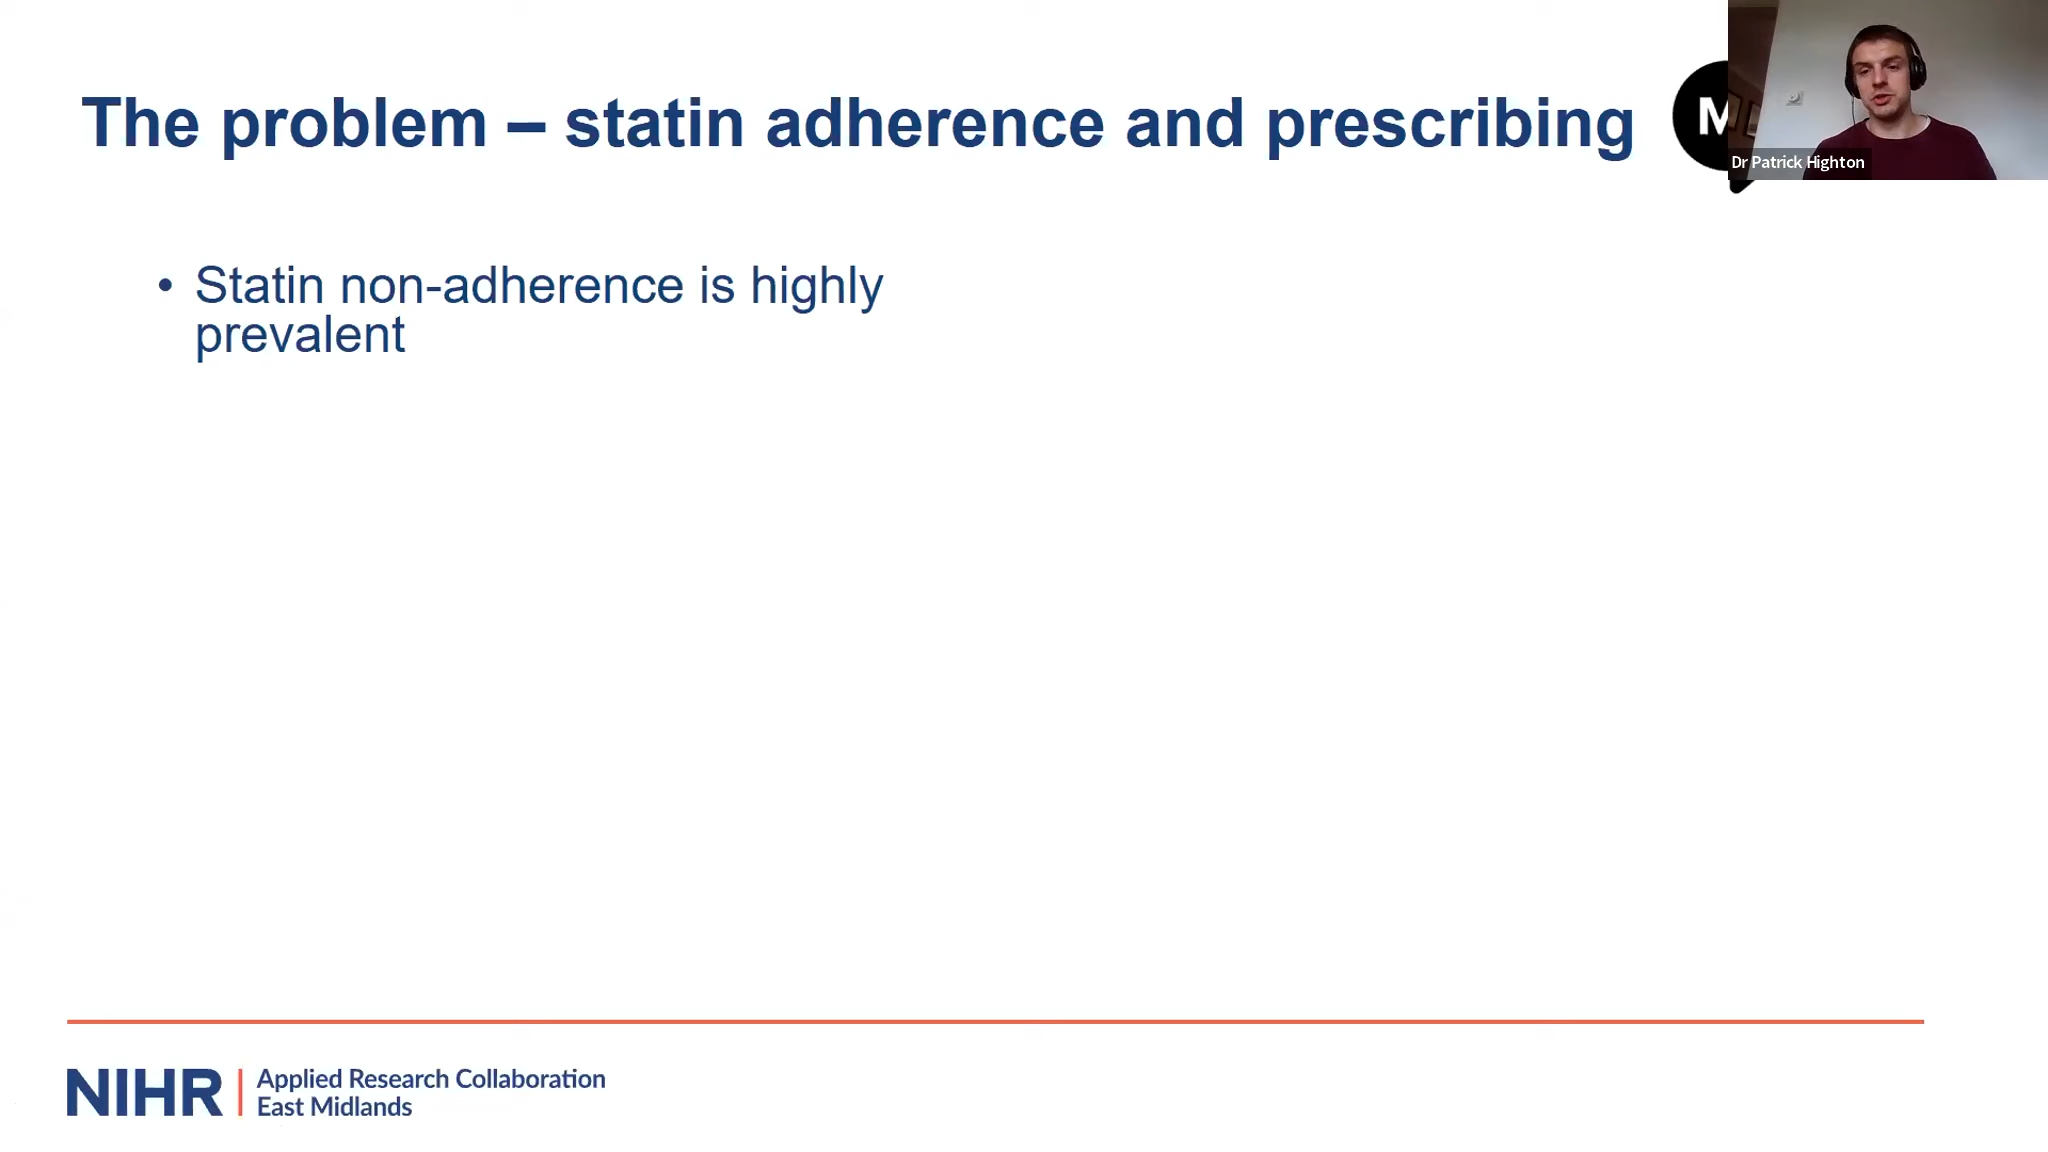 The problem – statin adherence and prescribing
M
Dr Patrick Highton
• Statin non-adherence is highly
prevalent
NIHR
Applied Research Collaboration
East Midlands